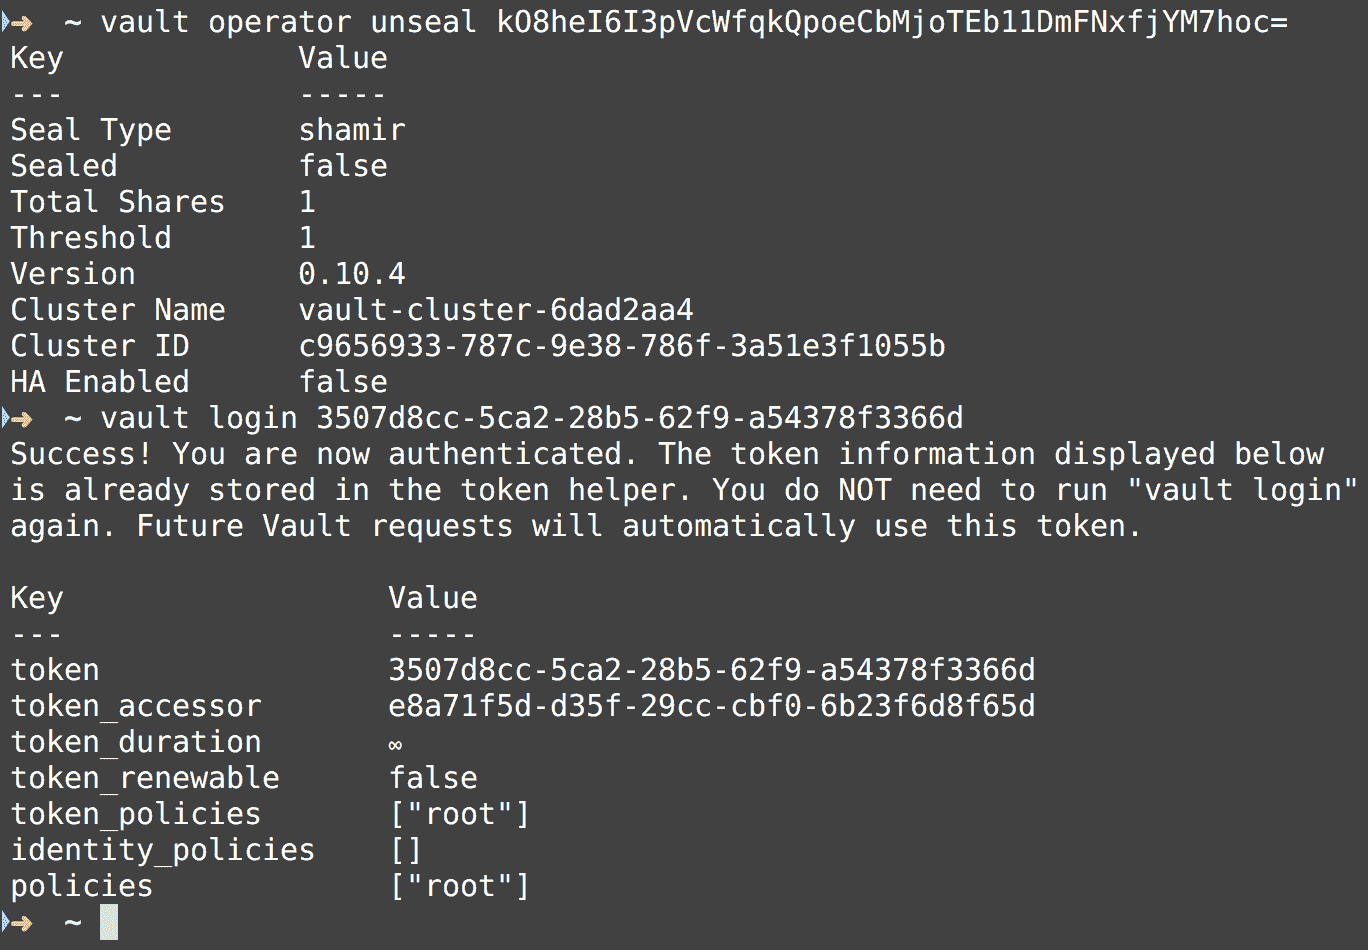 ➜  ~ vault operator unseal kO8heI6I3pVcWfqkQpoeCbMjoTEb11DmFNxfjYM7hoc=
Key             Value
---             -----
Seal Type       shamir
Sealed          false
Total Shares    1
Threshold       1
Version         0.10.4
Cluster Name    vault-cluster-6dad2aa4
Cluster ID      c9656933-787c-9e38-786f-3a51e3f1055b
HA Enabled      false
➜  ~ vault login 3507d8cc-5ca2-28b5-62f9-a54378f3366d
Success! You are now authenticated. The token information displayed below
is already stored in the token helper. You do NOT need to run "vault login"
again. Future Vault requests will automatically use this token.

Key                  Value
---                  -----
token                3507d8cc-5ca2-28b5-62f9-a54378f3366d
token_accessor       e8a71f5d-d35f-29cc-cbf0-6b23f6d8f65d
token_duration       ∞
token_renewable      false
token_policies       ["root"]
identity_policies    []
policies             ["root"]
➜  ~